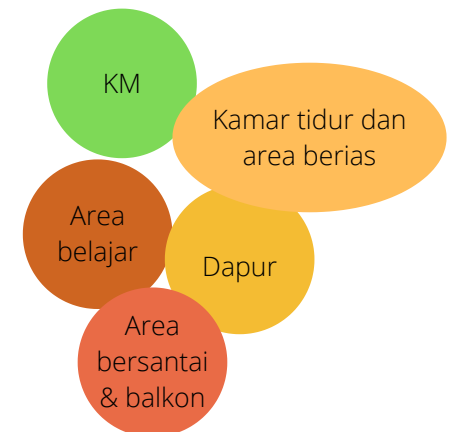 KM
Kamar tidur dan
area berias
Area
belajar
Dapur
Area
bersantai
& balkon